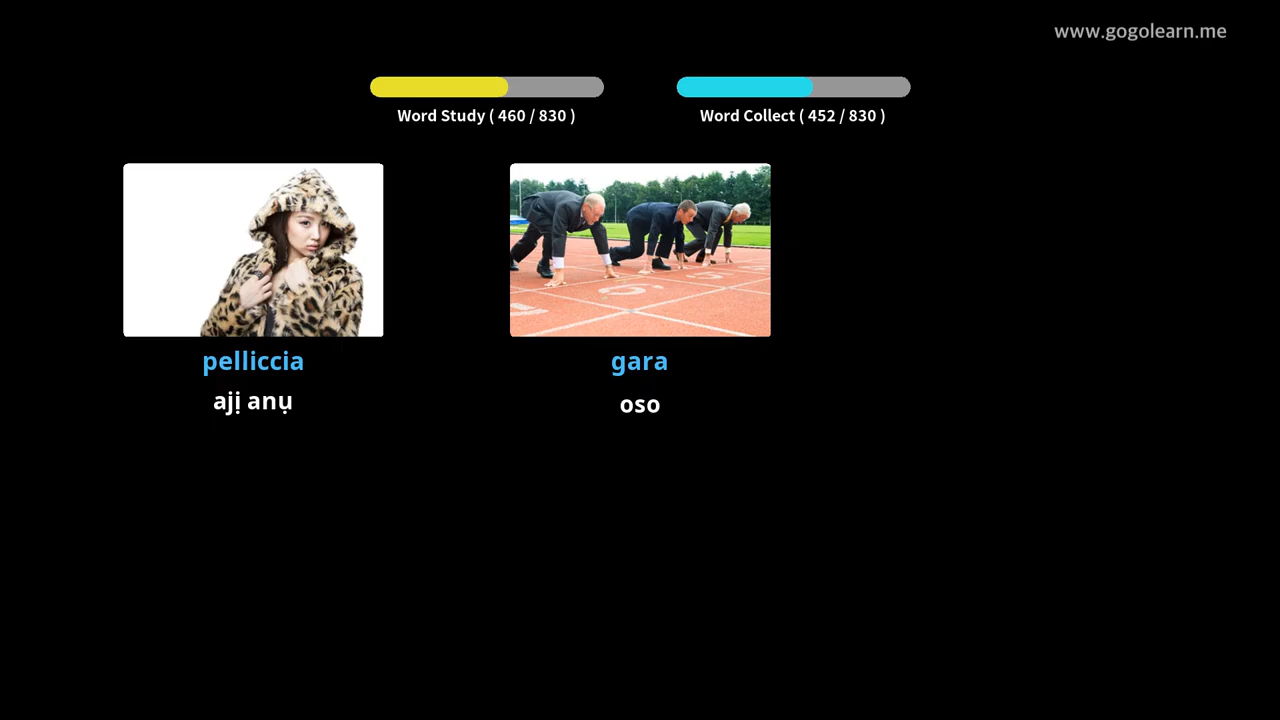 www.gogolearn.me
Word Study ( 460 / 830 )
Word Collect ( 452 / 830 )
pelliccia
ajị anụ
gara
oso